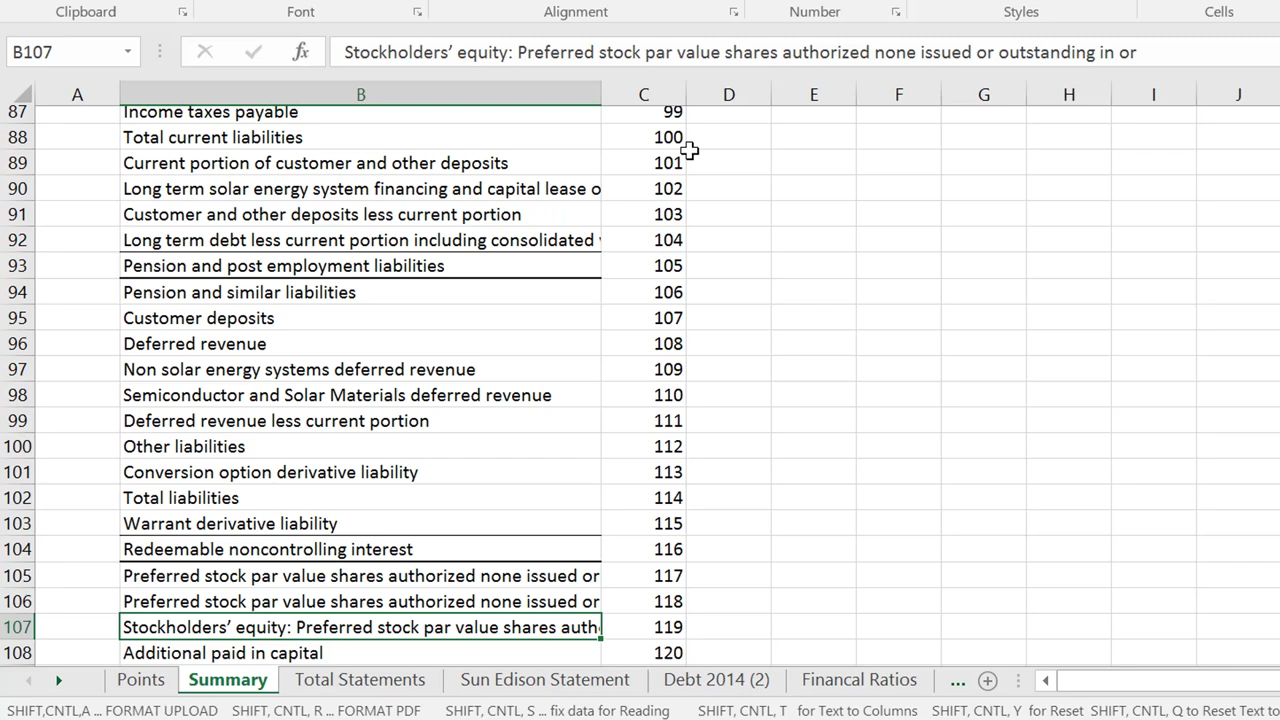 Clipboard Font Alignment Number Styles Cells
B107 fx Stockholders’ equity: Preferred stock par value shares authorized none issued or outstanding in or
A B C D E F G H I J
87 Income taxes payable 99
88 Total current liabilities 100
89 Current portion of customer and other deposits 101
90 Long term solar energy system financing and capital lease o 102
91 Customer and other deposits less current portion 103
92 Long term debt less current portion including consolidated 104
93 Pension and post employment liabilities 105
94 Pension and similar liabilities 106
95 Customer deposits 107
96 Deferred revenue 108
97 Non solar energy systems deferred revenue 109
98 Semiconductor and Solar Materials deferred revenue 110
99 Deferred revenue less current portion 111
100 Other liabilities 112
101 Conversion option derivative liability 113
102 Total liabilities 114
103 Warrant derivative liability 115
104 Redeemable noncontrolling interest 116
105 Preferred stock par value shares authorized none issued or 117
106 Preferred stock par value shares authorized none issued or 118
107 Stockholders’ equity: Preferred stock par value shares auth 119
108 Additional paid in capital 120
Points Summary Total Statements Sun Edison Statement Debt 2014 (2) Financal Ratios ...
SHIFT,CNTL,A ... FORMAT UPLOAD SHIFT, CNTL, R ... FORMAT PDF SHIFT, CNTL, S ... fix data for Reading SHIFT, CNTL, T for Text to Columns SHIFT, CNTL, Y for Reset SHIFT, CNTL, Q to Reset Text to